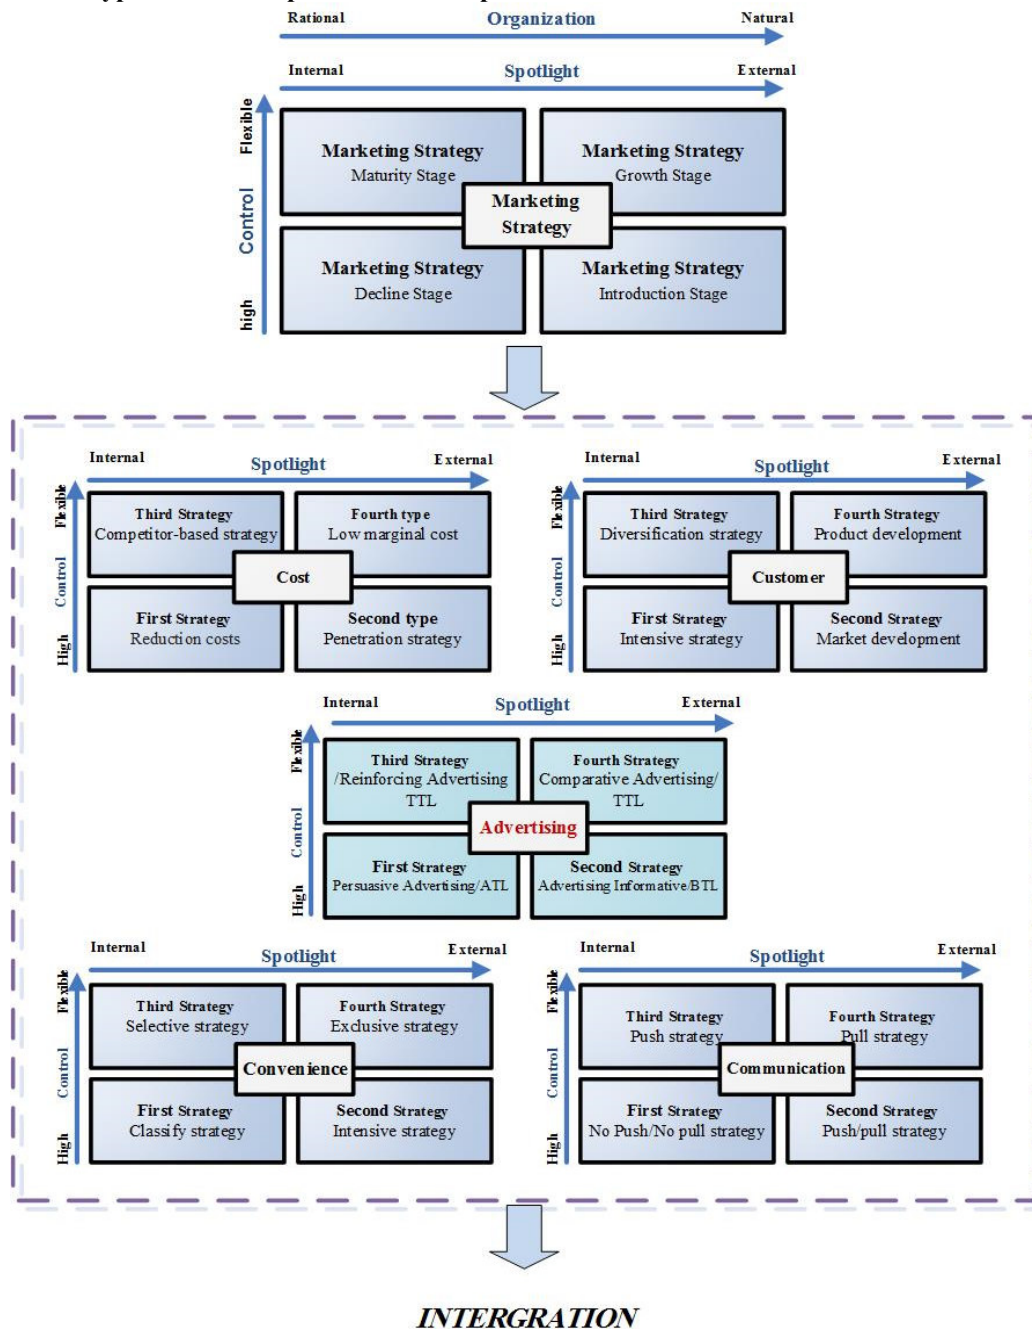 Rational Organization Natural
Internal Spotlight External
Flexible
Control
high
Marketing Strategy
Maturity Stage
Marketing Strategy
Growth Stage
Marketing
Strategy
Marketing Strategy
Decline Stage
Marketing Strategy
Introduction Stage
Internal Spotlight External
Flexible
Control
High
Third Strategy
Competitor-based strategy
Fourth type
Low marginal cost
Cost
First Strategy
Reduction costs
Second type
Penetration strategy
Internal Spotlight External
Flexible
Control
High
Third Strategy
Diversification strategy
Fourth Strategy
Product development
Customer
First Strategy
Intensive strategy
Second Strategy
Market development
Internal Spotlight External
Flexible
Control
High
Third Strategy
/Reinforcing Advertising
TTL
Fourth Strategy
Comparative Advertising/
TTL
Advertising
First Strategy
Persuasive Advertising/ATL
Second Strategy
Advertising Informative/BTL
Internal Spotlight External
Flexible
Control
High
Third Strategy
Selective strategy
Fourth Strategy
Exclusive strategy
Convenience
First Strategy
Classify strategy
Second Strategy
Intensive strategy
Internal Spotlight External
Flexible
Control
High
Third Strategy
Push strategy
Fourth Strategy
Pull strategy
Communication
First Strategy
No Push/No pull strategy
Second Strategy
Push/pull strategy
INTERGRATION